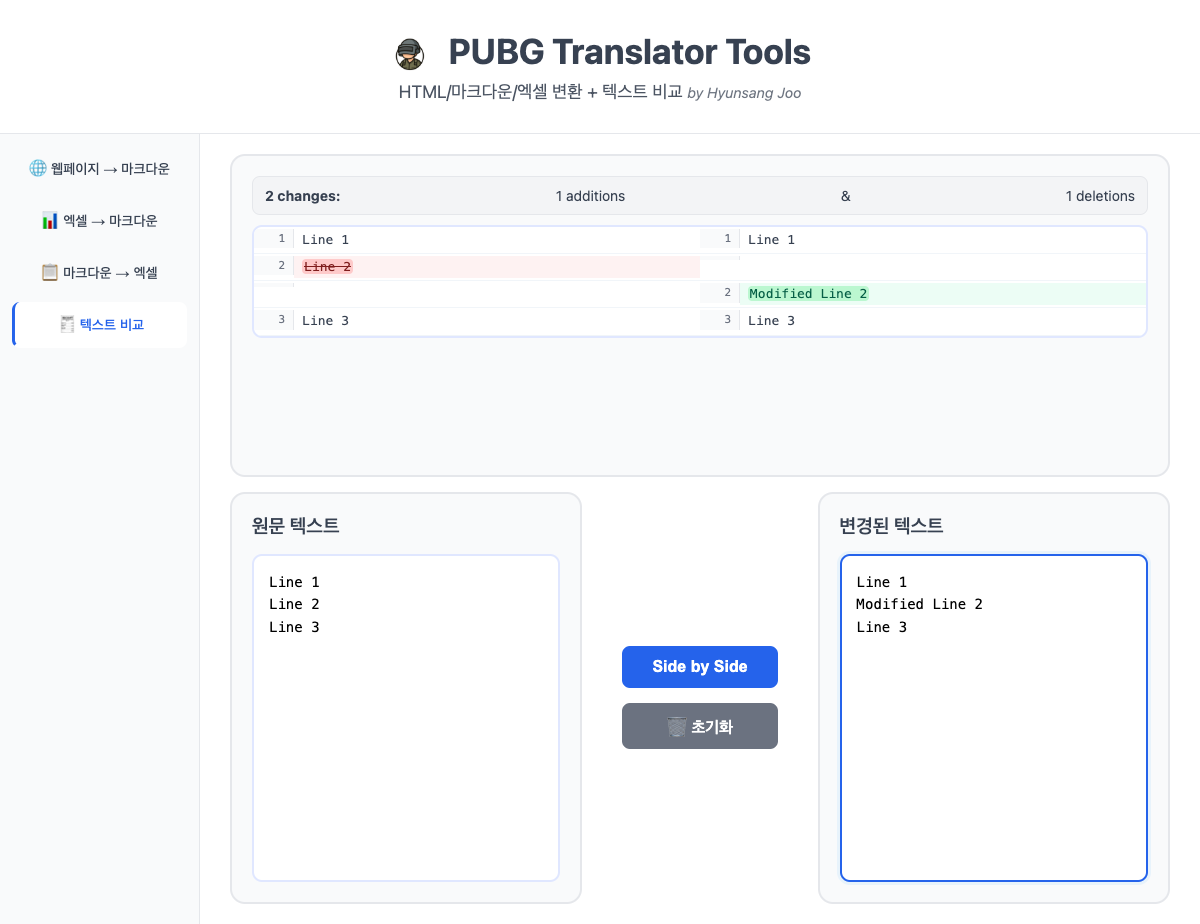 PUBG Translator Tools
HTML/마크다운/엑셀 변환 + 텍스트 비교 by Hyunsang Joo
웹페이지 → 마크다운
엑셀 → 마크다운
마크다운 → 엑셀
텍스트 비교
2 changes: 1 additions & 1 deletions
1 Line 1 1 Line 1
2 Line 2
2 Modified Line 2
3 Line 3 3 Line 3
원문 텍스트
Line 1
Line 2
Line 3
Side by Side
초기화
변경된 텍스트
Line 1
Modified Line 2
Line 3